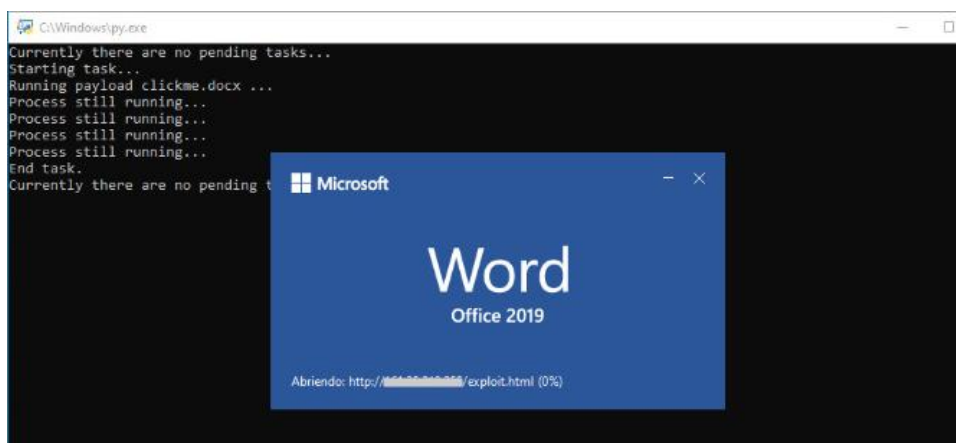 C:\Windows\py.exe
Currently there are no pending tasks...
Starting task...
Running payload clickme.docx ...
Process still running...
Process still running...
Process still running...
Process still running...
End task.
Currently there are no pending t
Microsoft
Word
Office 2019
Abriendo: http:///exploit.html (0%)